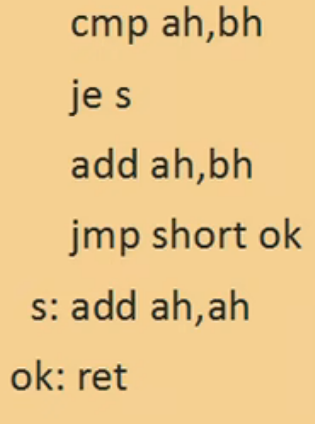 cmp ah,bh
je s
add ah,bh
jmp short ok
s: add ah,ah
ok: ret